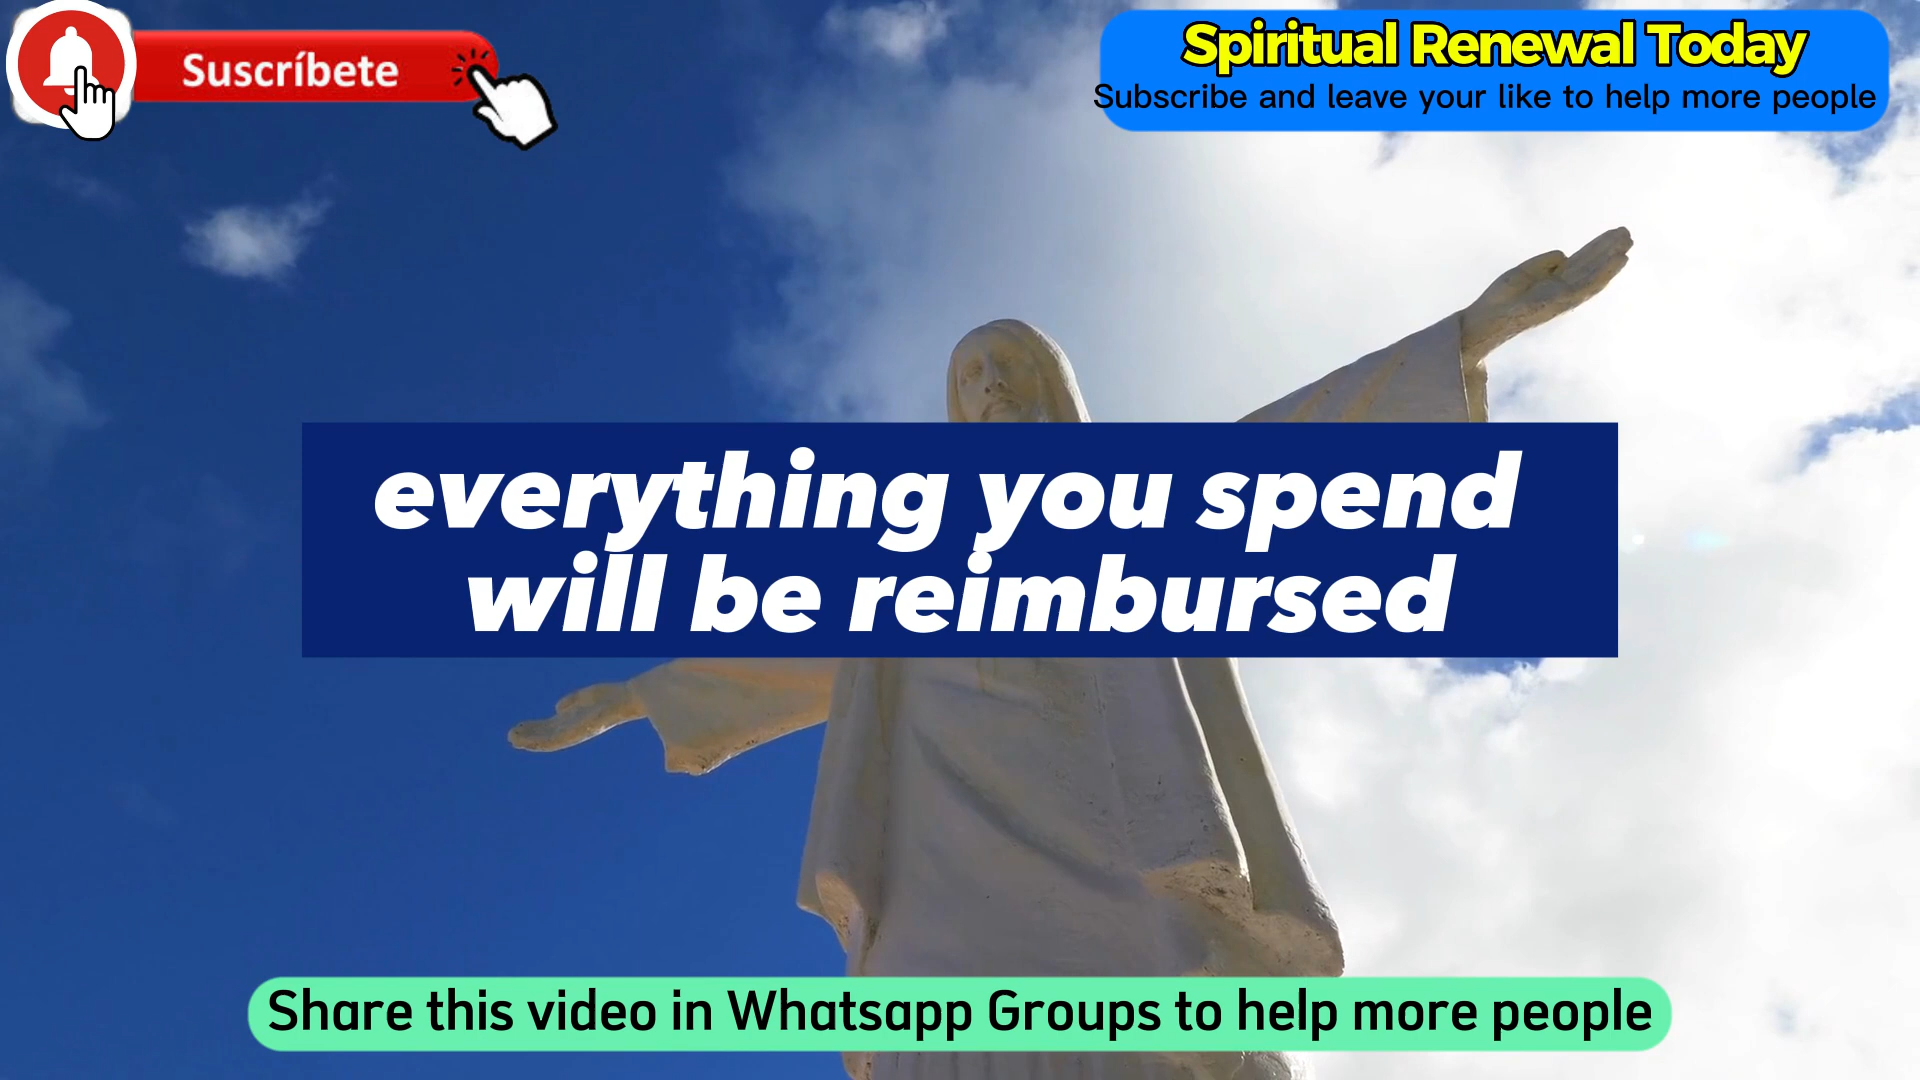 Suscríbete
Spiritual Renewal Today
Subscribe and leave your like to help more people
everything you spend
will be reimbursed
Share this video in Whatsapp Groups to help more people